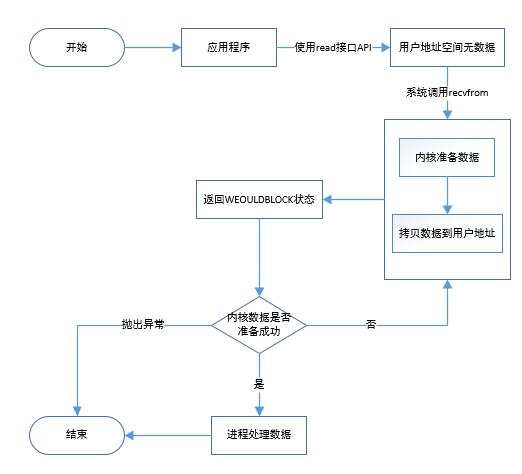 开始
应用程序
使用read接口API
用户地址空间无数据
系统调用recvfrom
内核准备数据
返回WEOULDBLOCK状态
拷贝数据到用户地址
抛出异常
内核数据是否
准备成功
否
是
结束
进程处理数据